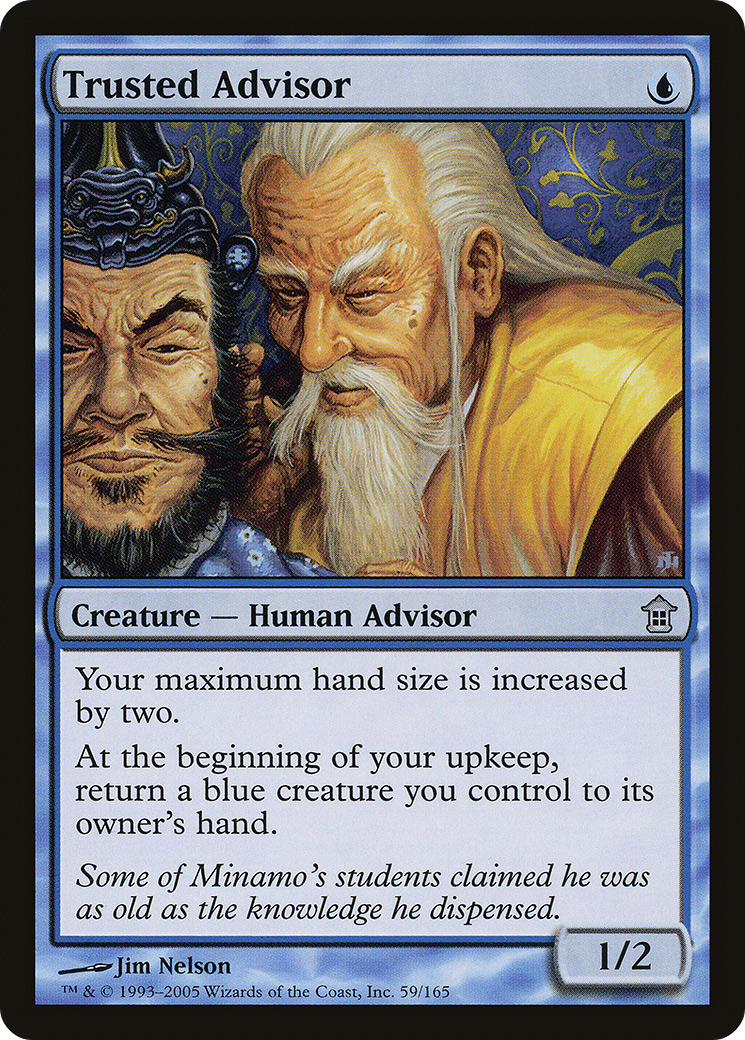 Trusted Advisor
Creature — Human Advisor
Your maximum hand size is increased
by two.
At the beginning of your upkeep,
return a blue creature you control to its
owner's hand.
Some of Minamo's students claimed he was
as old as the knowledge he dispensed.
1/2
Jim Nelson
™ & © 1993–2005 Wizards of the Coast, Inc. 59/165